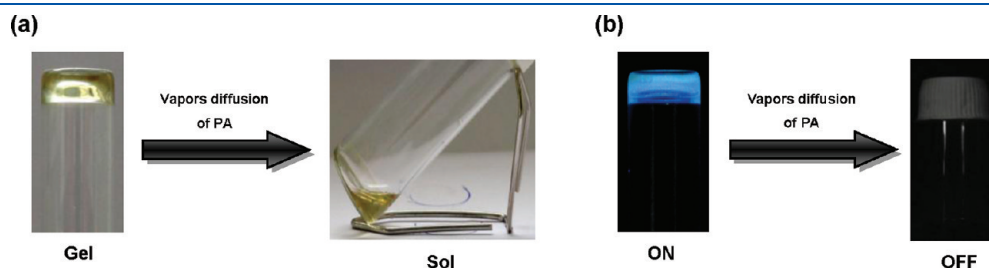 (a)
Vapors diffusion
of PA
Gel
Sol
(b)
Vapors diffusion
of PA
ON
OFF